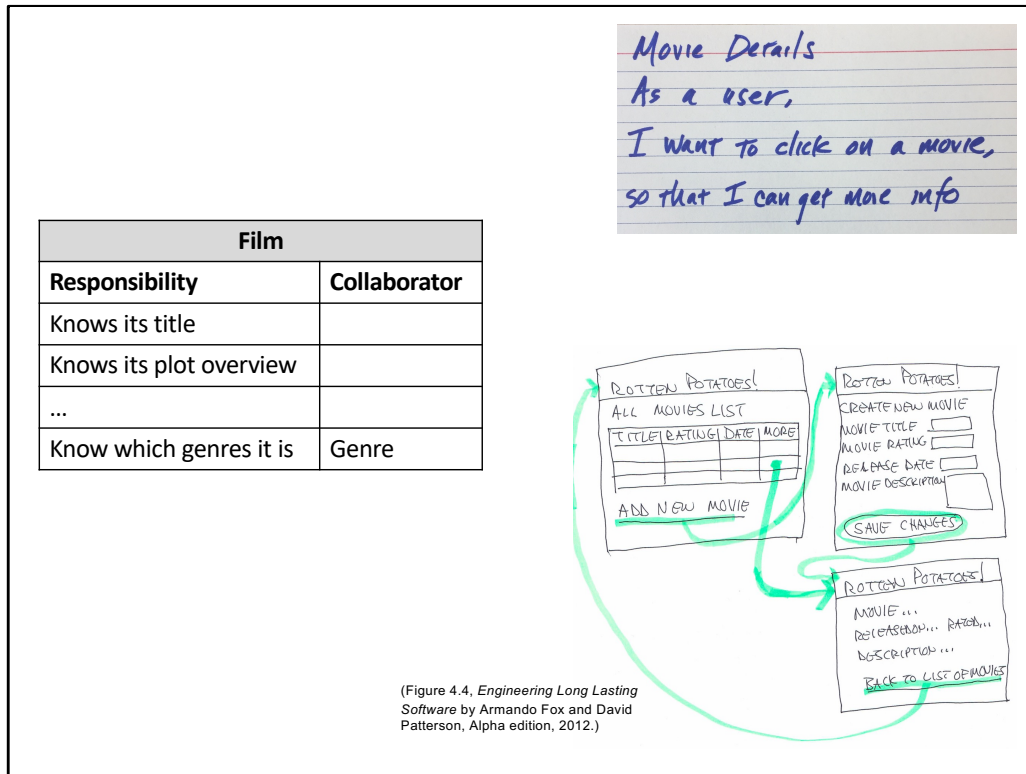 Movie Details
As a user,
I want to click on a movie,
so that I can get more info
Film
Responsibility Collaborator
Knows its title
Knows its plot overview
...
Know which genres it is Genre
ROTTEN POTATOES!
ALL MOVIES LIST
TITLE RATING DATE MORE
ADD NEW MOVIE
ROTTEN POTATOES!
CREATE NEW MOVIE
MOVIE TITLE
MOVIE RATING
RELEASE DATE
MOVIE DESCRIPTION
SAVE CHANGES
ROTTEN POTATOES!
MOVIE...
RELEASED ON... RATED...
DESCRIPTION...
BACK TO LIST OF MOVIES
(Figure 4.4, Engineering Long Lasting
Software by Armando Fox and David
Patterson, Alpha edition, 2012.)